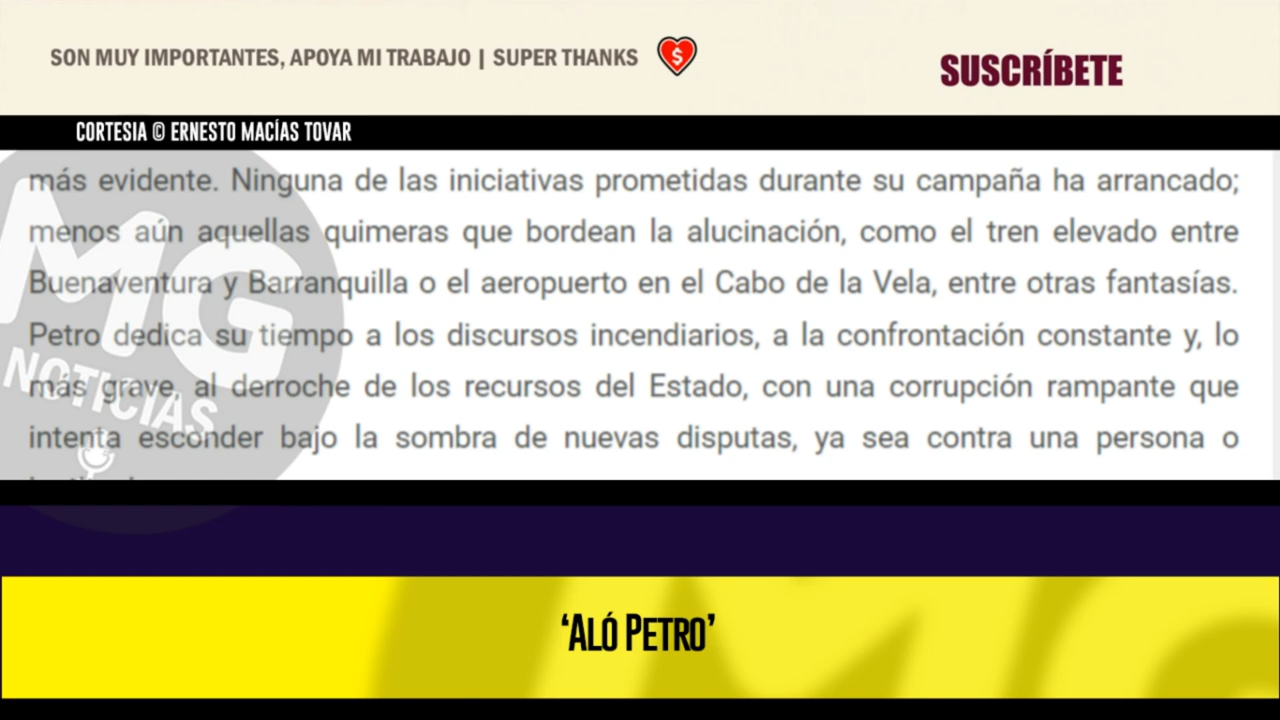 SON MUY IMPORTANTES, APOYA MI TRABAJO | SUPER THANKS
SUSCRÍBETE
CORTESIA © ERNESTO MACÍAS TOVAR
más evidente. Ninguna de las iniciativas prometidas durante su campaña ha arrancado;
menos aún aquellas quimeras que bordean la alucinación, como el tren elevado entre
Buenaventura y Barranquilla o el aeropuerto en el Cabo de la Vela, entre otras fantasías.
Petro dedica su tiempo a los discursos incendiarios, a la confrontación constante y, lo
más grave, al derroche de los recursos del Estado, con una corrupción rampante que
intenta esconder bajo la sombra de nuevas disputas, ya sea contra una persona o
MG
NOTICIAS
‘ALÓ PETRO’